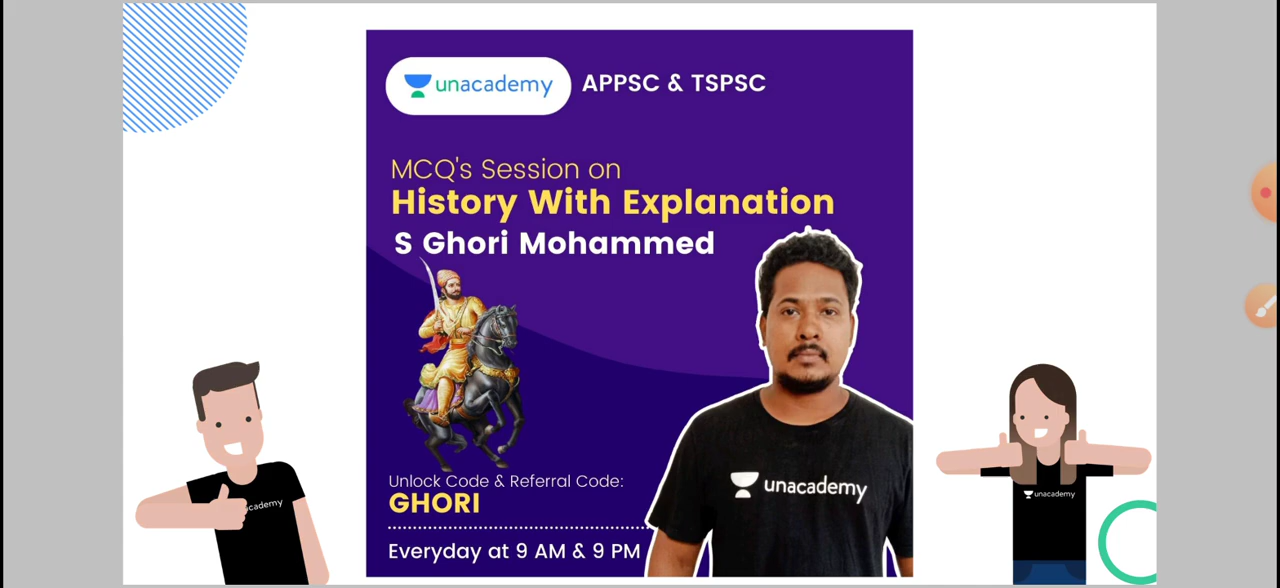 unacademy APPSC & TSPSC
MCQ's Session on
History With Explanation
S Ghori Mohammed
Unlock Code & Referral Code:
GHORI
Everyday at 9 AM & 9 PM
unacademy
cademy
unacademy